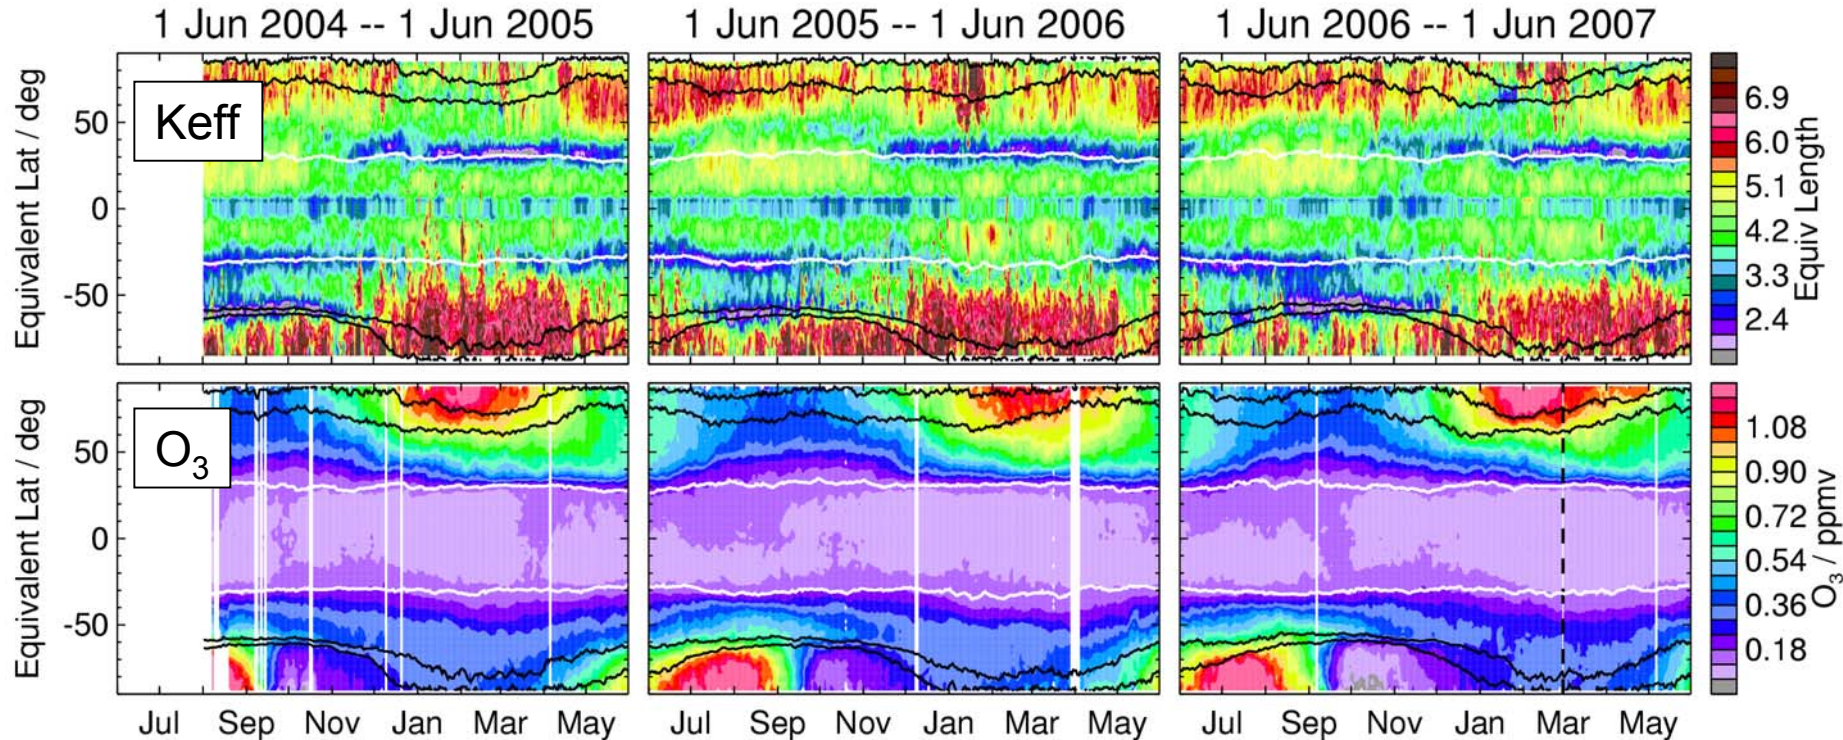 1 Jun 2004 -- 1 Jun 2005 1 Jun 2005 -- 1 Jun 2006 1 Jun 2006 -- 1 Jun 2007
Equivalent Lat / deg
50
0
-50
Keff
6.9
6.0
5.1
4.2
3.3
2.4
Equiv Length
Equivalent Lat / deg
50
0
-50
O₃
1.08
0.90
0.72
0.54
0.36
0.18
O₃ / ppmv
Jul Sep Nov Jan Mar May Jul Sep Nov Jan Mar May Jul Sep Nov Jan Mar May